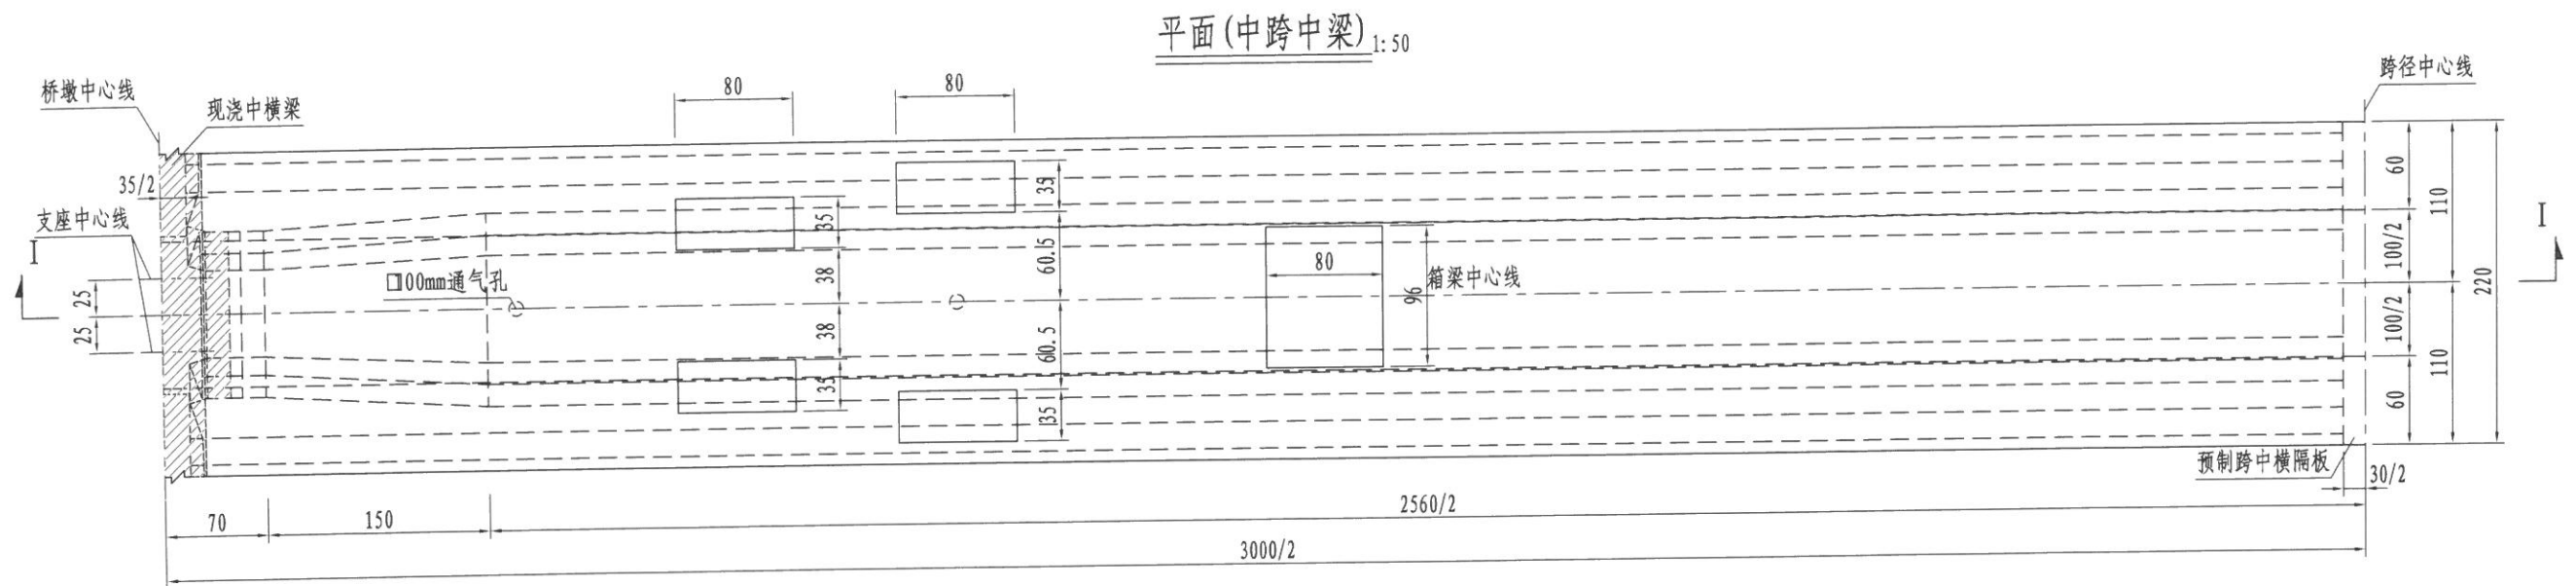 平面(中跨中梁) 1:50
桥墩中心线
现浇中横梁
跨径中心线
80
80
35/2
支座中心线
I
I
25
25
□100mm通气孔
35
35
38
38
35
60.5
60.5
35
80
96
箱梁中心线
60
100/2
100/2
60
110
110
220
预制跨中横隔板
30/2
70
150
2560/2
3000/2